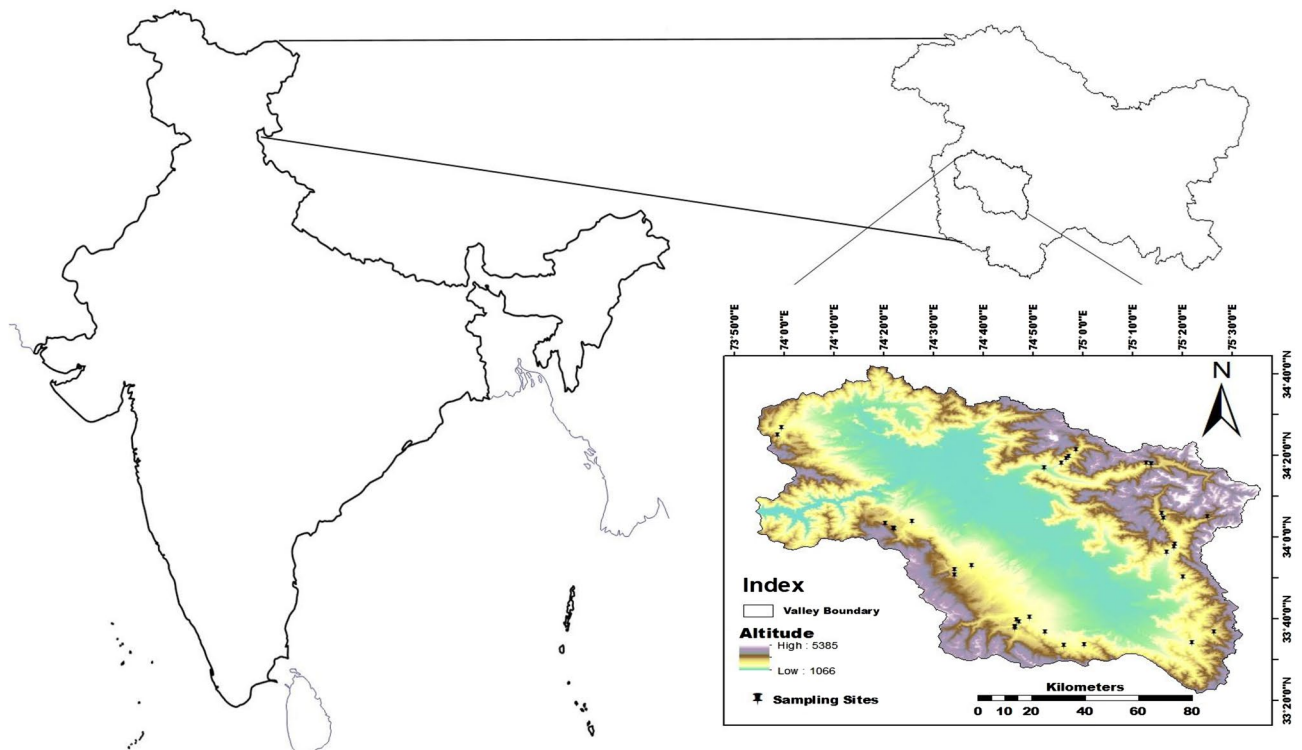 73°50'0"E
74°0'0"E
74°20'0"E
74°30'0"E
74°40'0"E
74°50'0"E
75°0'0"E
75°10'0"E
75°20'0"E
75°30'0"E
N
34°40'0"N
34°20'0"N
34°0'0"N
33°40'0"N
33°20'0"N
Index
Valley Boundary
Altitude
High : 5385
Low : 1066
Sampling Sites
Kilometers
0 10 20 40 60 80